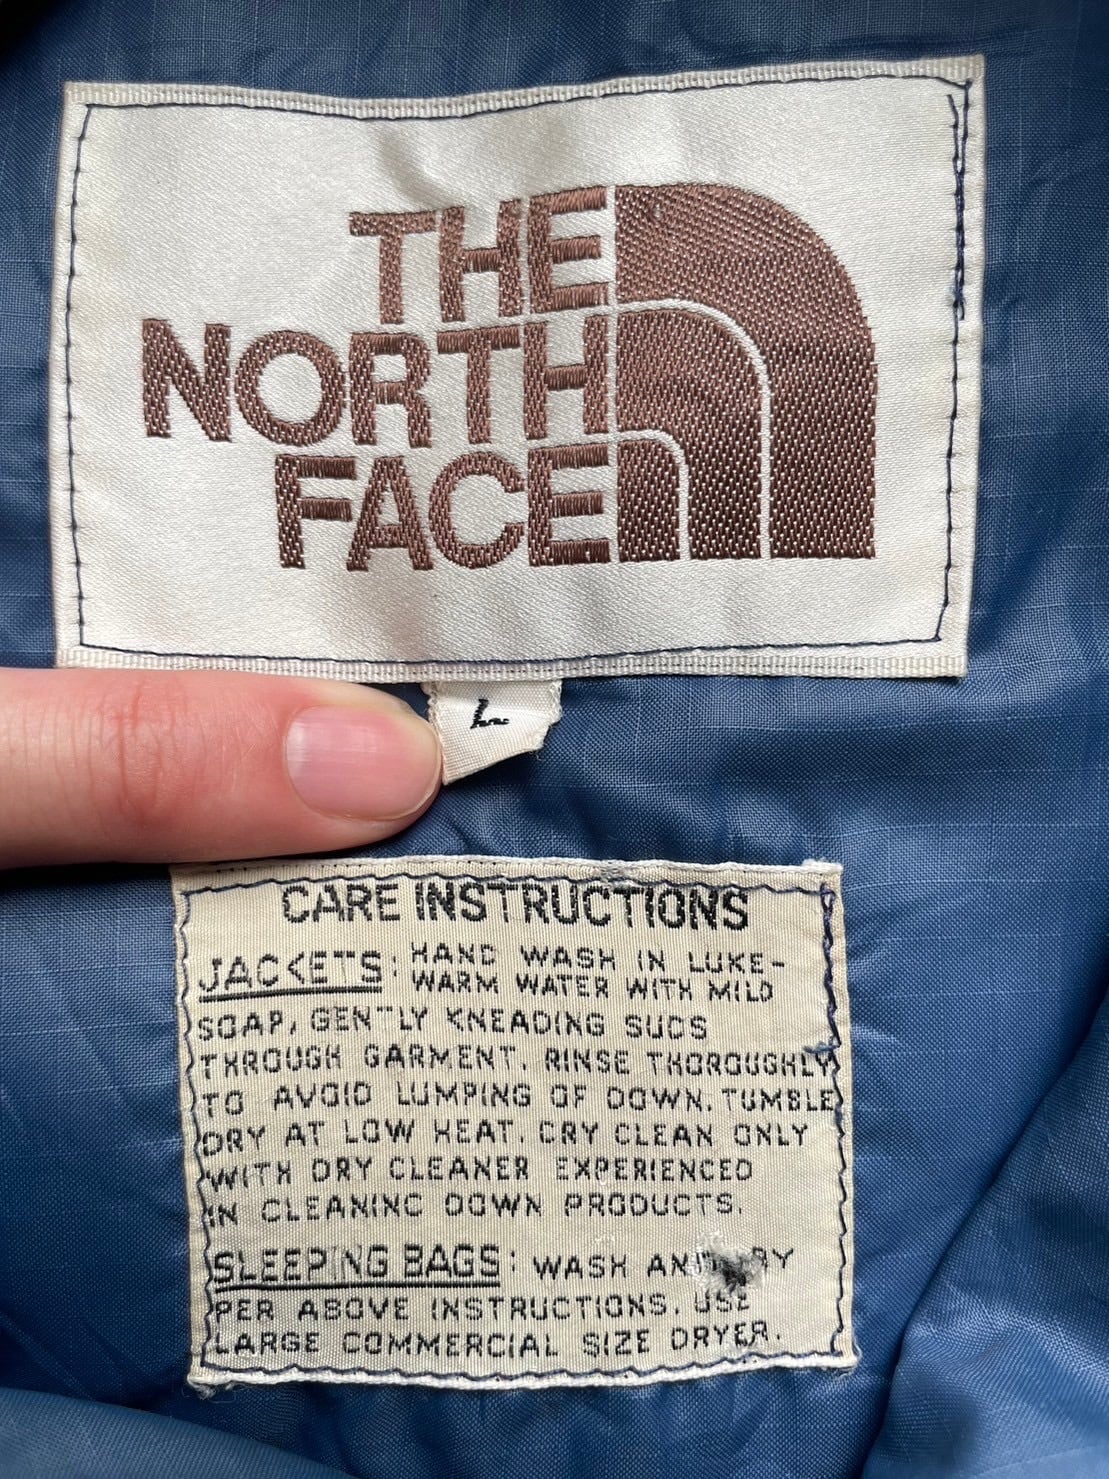 THE
NORTH
FACE
L
CARE INSTRUCTIONS
JACKETS: HAND WASH IN LUKE-
WARM WATER WITH MILD
SOAP, GENTLY KNEADING SUDS
THROUGH GARMENT. RINSE THOROUGHLY
TO AVOID LUMPING OF DOWN. TUMBLE
DRY AT LOW HEAT. DRY CLEAN ONLY
WITH DRY CLEANER EXPERIENCED
IN CLEANING DOWN PRODUCTS.
SLEEPING BAGS: WASH AND DRY
PER ABOVE INSTRUCTIONS. USE
LARGE COMMERCIAL SIZE DRYER.